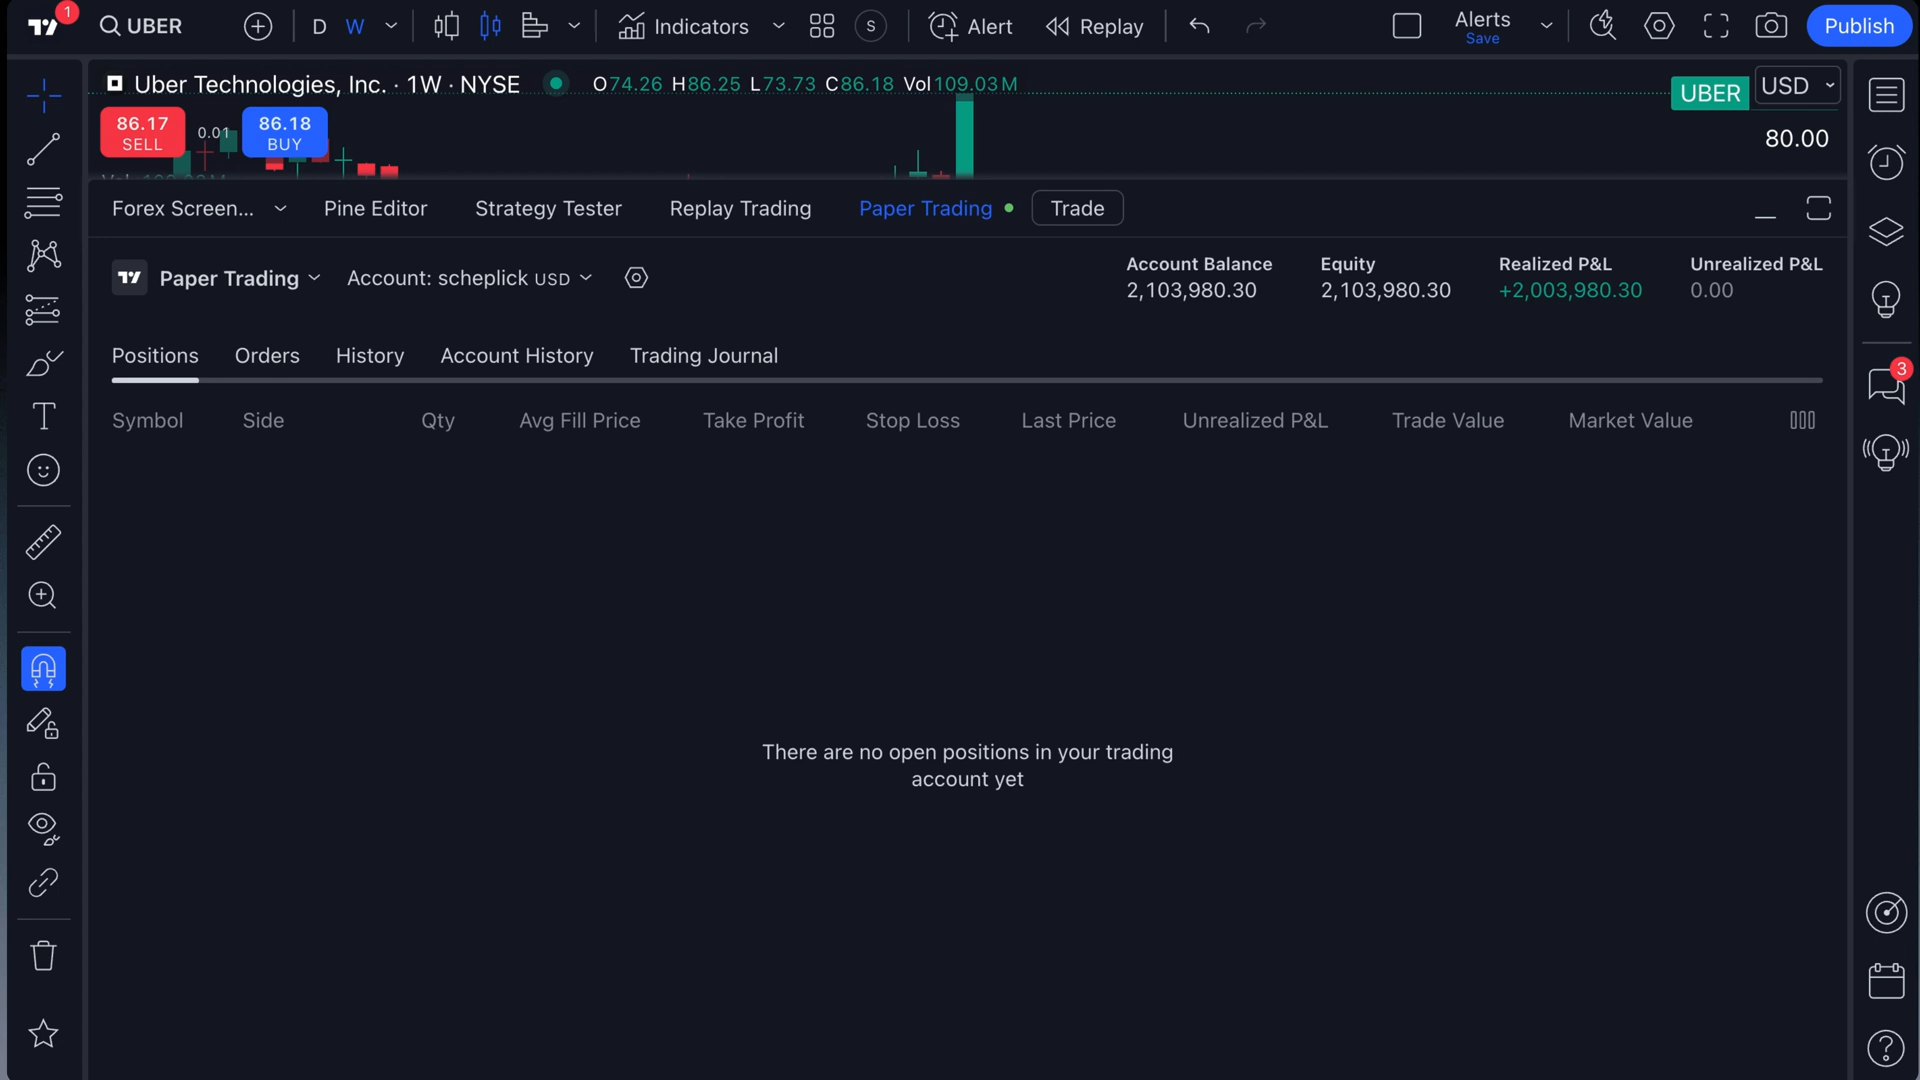 1
UBER
D W
Indicators
S
Alert
Replay
Alerts
Save
Publish
Uber Technologies, Inc. · 1W · NYSE
O74.26 H86.25 L73.73 C86.18 Vol109.03M
UBER
USD
86.17
SELL
0.01
86.18
BUY
80.00
Forex Screen...
Pine Editor
Strategy Tester
Replay Trading
Paper Trading
Trade
Paper Trading
Account: scheplick USD
Account Balance
2,103,980.30
Equity
2,103,980.30
Realized P&L
+2,003,980.30
Unrealized P&L
0.00
Positions
Orders
History
Account History
Trading Journal
3
Symbol
Side
Qty
Avg Fill Price
Take Profit
Stop Loss
Last Price
Unrealized P&L
Trade Value
Market Value
There are no open positions in your trading
account yet